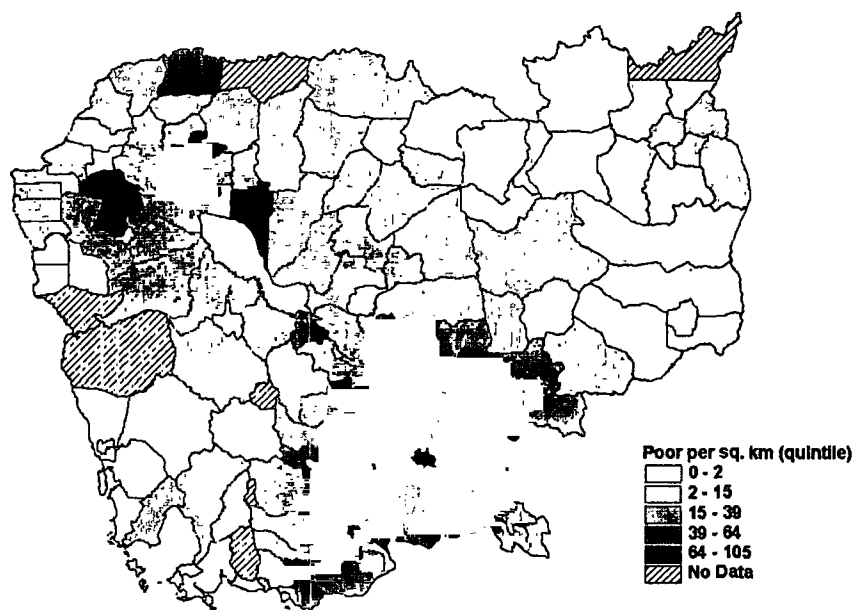 Poor per sq. km (quintile)
0 - 2
2 - 15
15 - 39
39 - 64
64 - 105
No Data